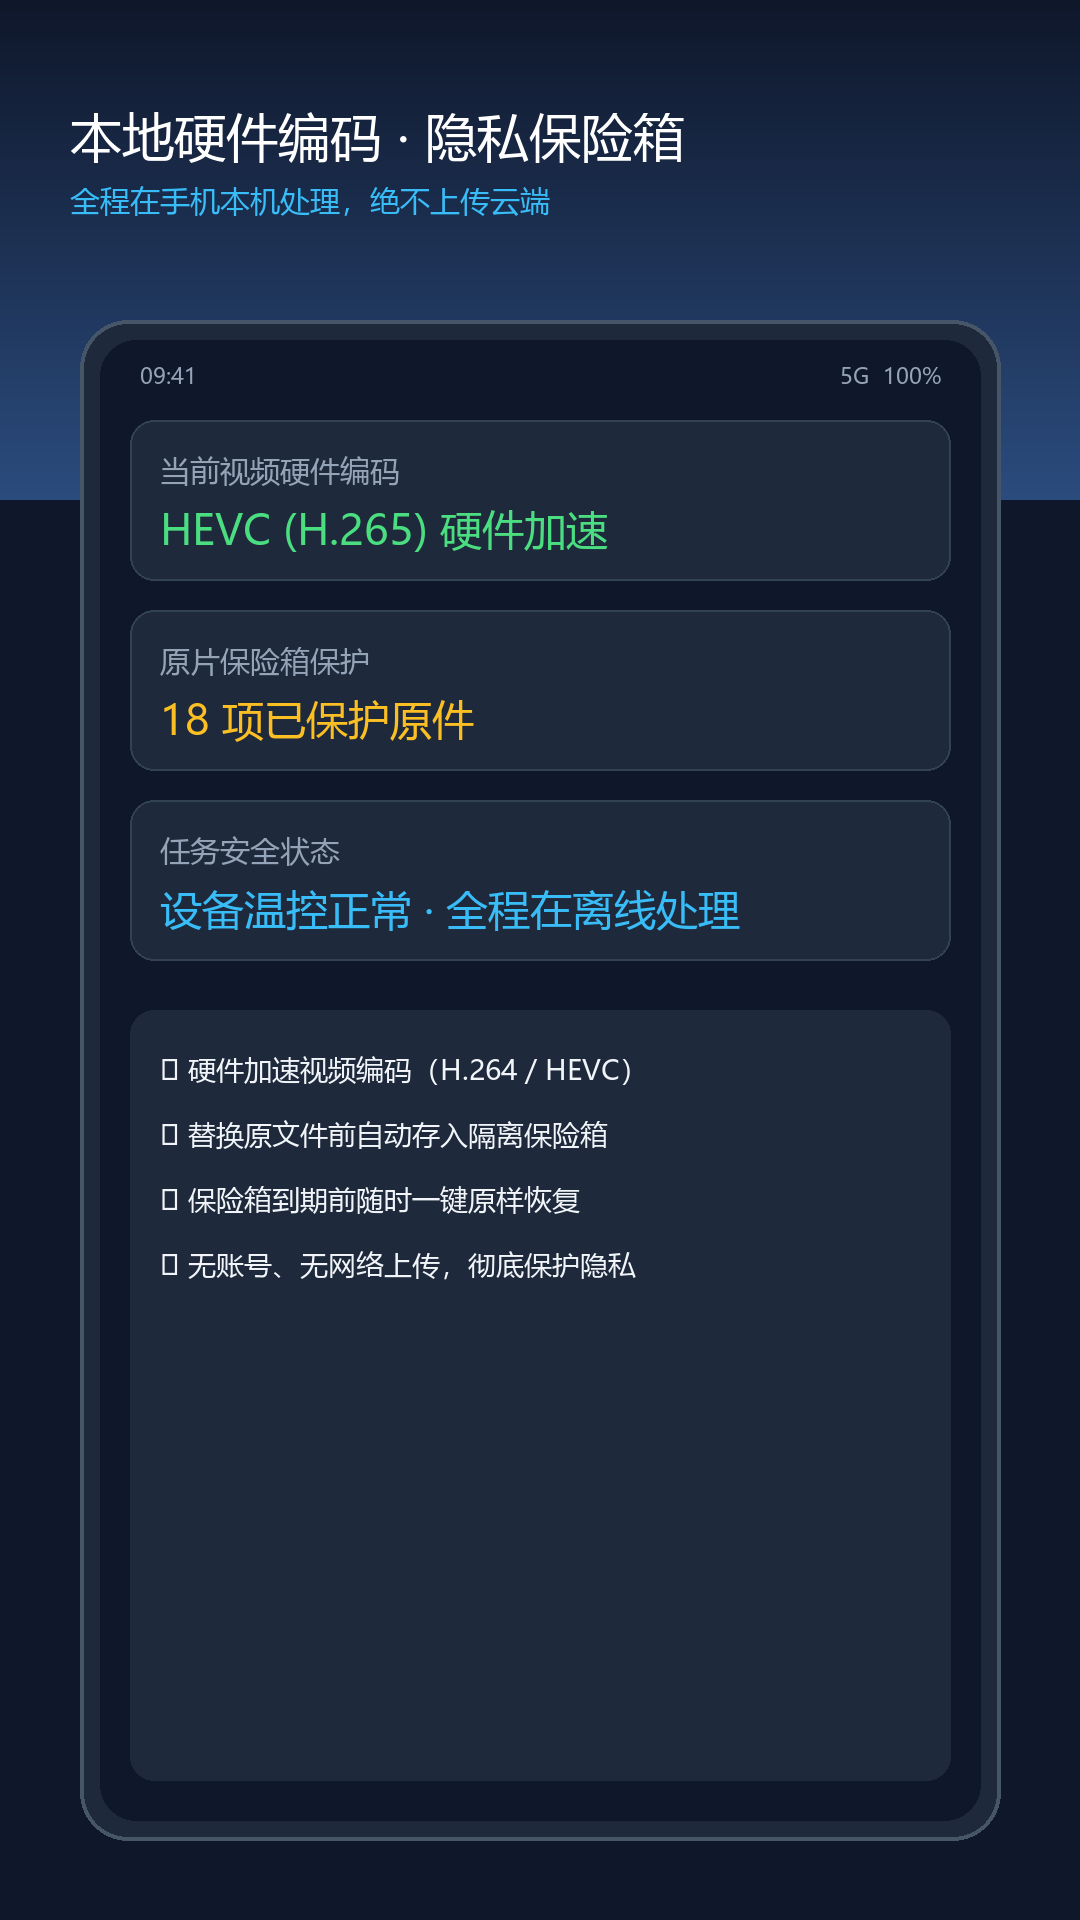 本地硬件编码 · 隐私保险箱
全程在手机本机处理，绝不上传云端
09:41
5G 100%
当前视频硬件编码
HEVC (H.265) 硬件加速
原片保险箱保护
18 项已保护原件
任务安全状态
设备温控正常 · 全程在离线处理
▯ 硬件加速视频编码（H.264 / HEVC）
▯ 替换原文件前自动存入隔离保险箱
▯ 保险箱到期前随时一键原样恢复
▯ 无账号、无网络上传，彻底保护隐私